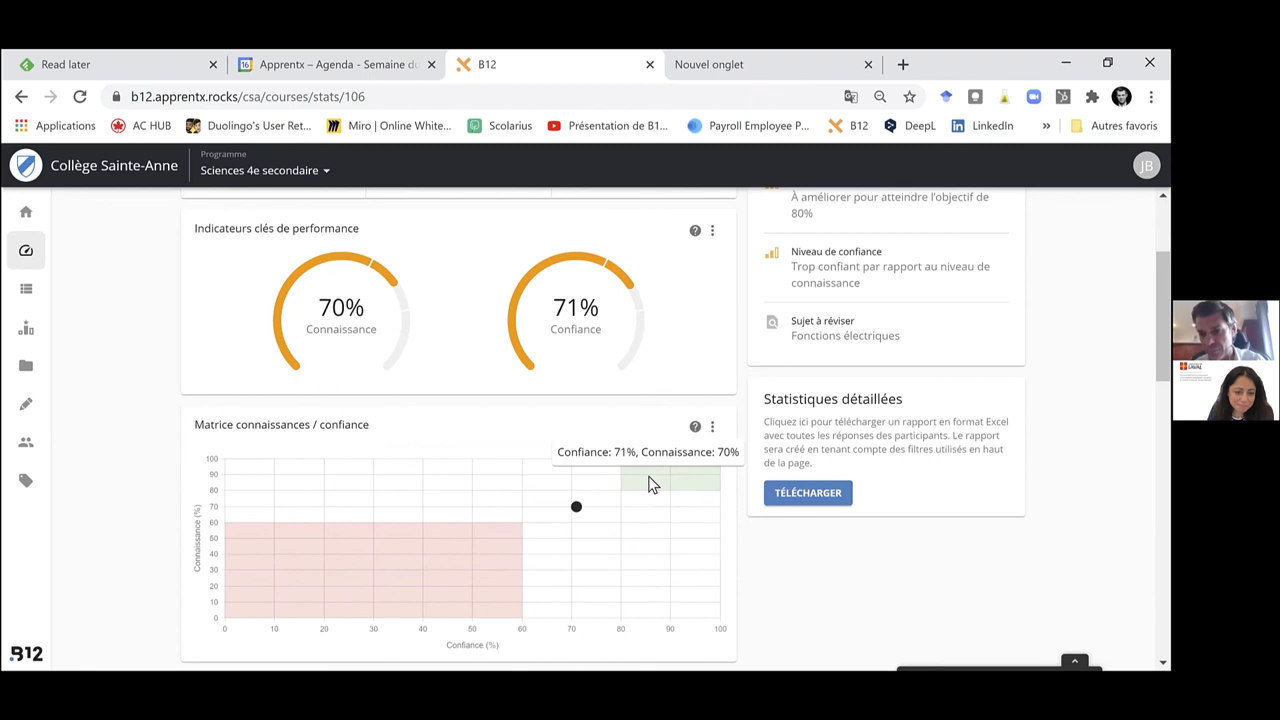 Read later
Apprentx – Agenda - Semaine du
B12
Nouvel onglet
b12.apprentx.rocks/csa/courses/stats/106
Applications
AC HUB
Duolingo's User Ret...
Miro | Online White...
Scolarius
Présentation de B1...
Payroll Employee P...
B12
DeepL
LinkedIn
Autres favoris
Collège Sainte-Anne
Programme
Sciences 4e secondaire
JB
Indicateurs clés de performance
70%
Connaissance
71%
Confiance
À améliorer pour atteindre l'objectif de
80%
Niveau de confiance
Trop confiant par rapport au niveau de
connaissance
Sujet à réviser
Fonctions électriques
Matrice connaissances / confiance
Confiance: 71%, Connaissance: 70%
Connaissance (%)
100
90
80
70
60
50
40
30
20
10
0
0 10 20 30 40 50 60 70 80 90 100
Confiance (%)
Statistiques détaillées
Cliquez ici pour télécharger un rapport en format Excel
avec toutes les réponses des participants. Le rapport
sera créé en tenant compte des filtres utilisés en haut
de la page.
TÉLÉCHARGER
B12
LAVAL